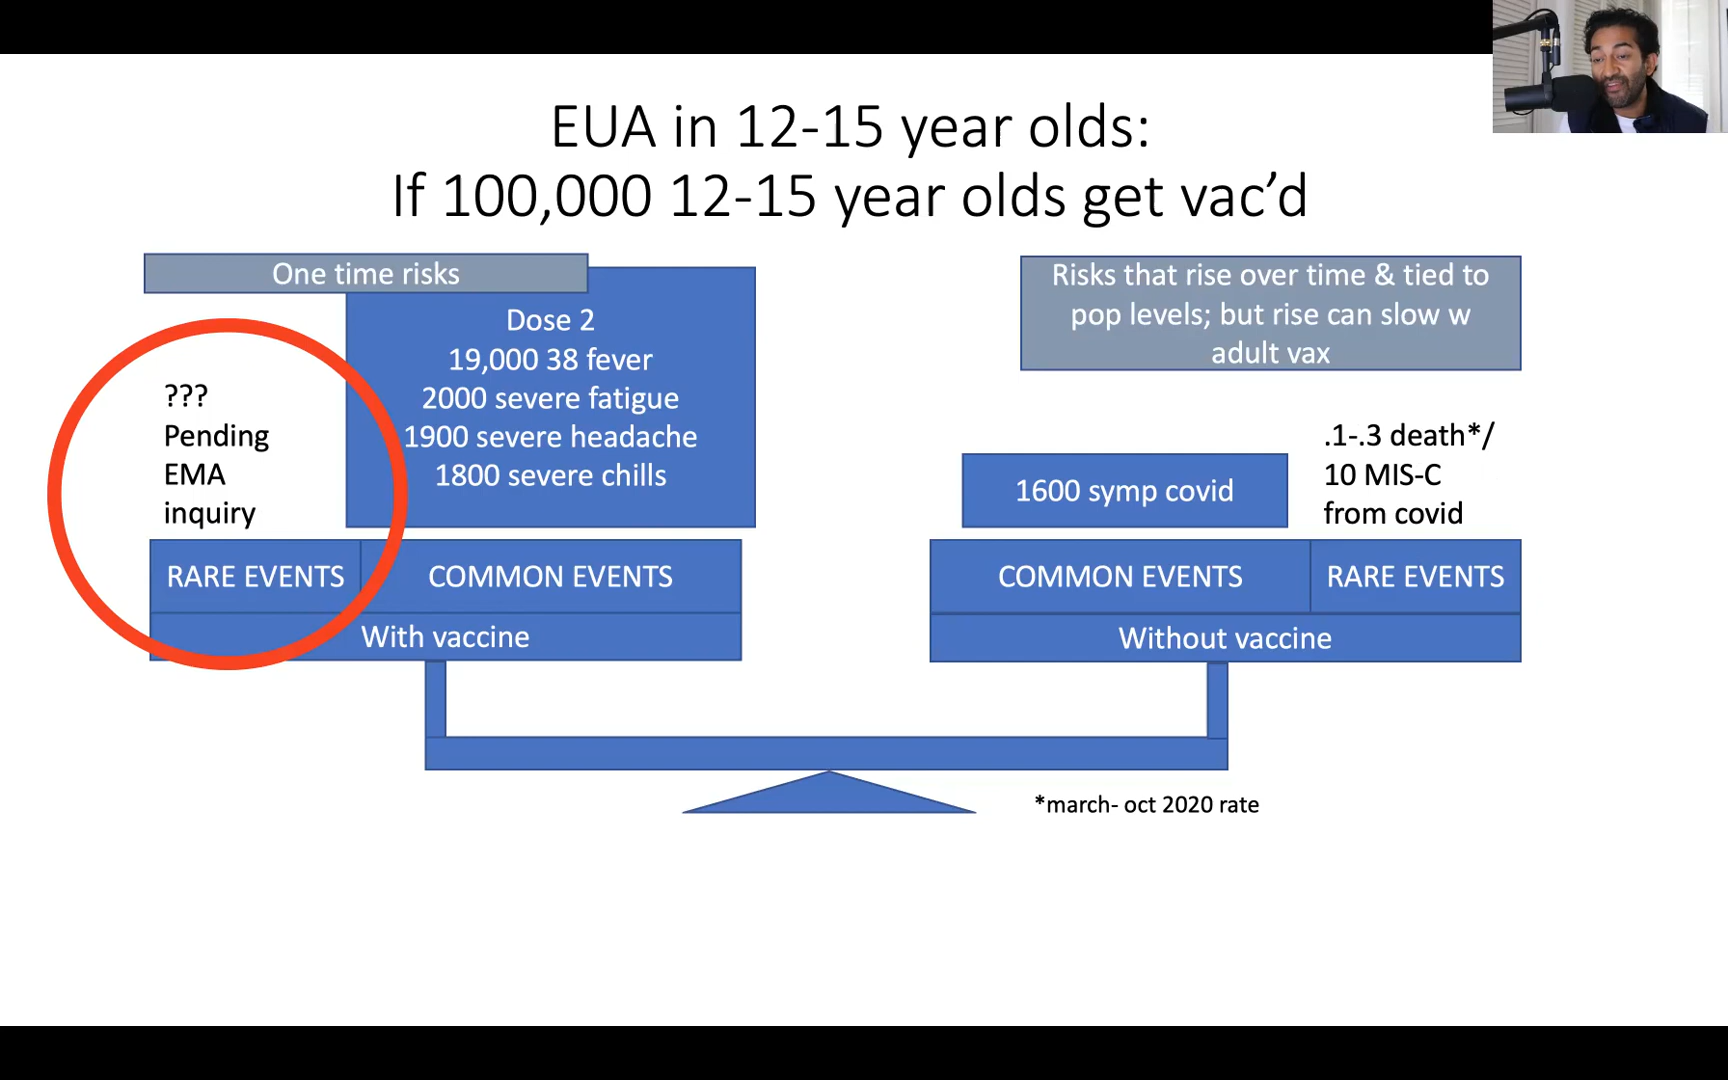 EUA in 12-15 year olds:
If 100,000 12-15 year olds get vac’d
One time risks
Dose 2
19,000 38 fever
2000 severe fatigue
1900 severe headache
1800 severe chills
???
Pending
EMA
inquiry
RARE EVENTS
COMMON EVENTS
With vaccine
Risks that rise over time & tied to
pop levels; but rise can slow w
adult vax
1600 symp covid
.1-.3 death*/
10 MIS-C
from covid
COMMON EVENTS
RARE EVENTS
Without vaccine
*march- oct 2020 rate